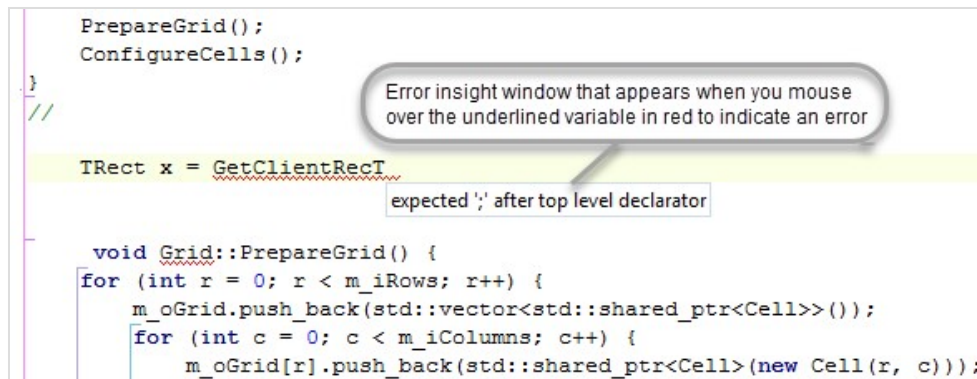 PrepareGrid();
ConfigureCells();
}
//
Error insight window that appears when you mouse
over the underlined variable in red to indicate an error
TRect x = GetClientRecT
expected ';' after top level declarator
void Grid::PrepareGrid() {
for (int r = 0; r < m_iRows; r++) {
m_oGrid.push_back(std::vector<std::shared_ptr<Cell>>());
for (int c = 0; c < m_iColumns; c++) {
m_oGrid[r].push_back(std::shared_ptr<Cell>(new Cell(r, c)));